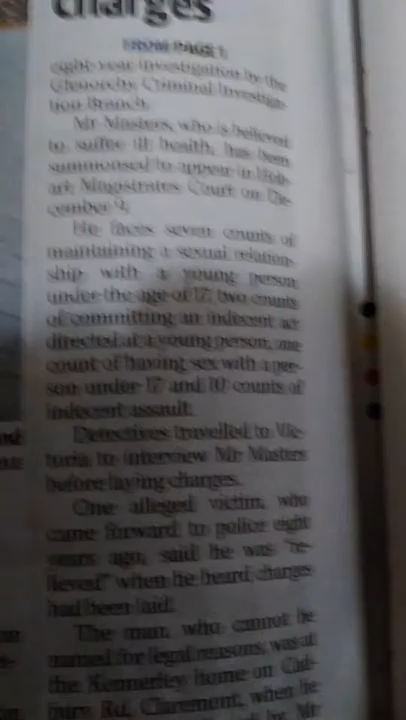 charges
FROM PAGE 1
eight-year investigation by the
Glenorchy Criminal Investiga-
tion Branch.
Mr Masters, who is believed
to suffer ill health, has been
summonsed to appear in Hob-
art Magistrates Court on De-
cember 9.
He faces seven counts of
maintaining a sexual relation-
ship with a young person
under the age of 17, two counts
of committing an indecent act
directed at a young person, one
count of having sex with a per-
son under 17 and 10 counts of
indecent assault.
Detectives travelled to Vic-
toria to interview Mr Masters
before laying charges.
One alleged victim, who
came forward to police eight
years ago, said he was "re-
lieved" when he heard charges
had been laid.
The man, who cannot be
named for legal reasons, was at
the Kennerley home on
Rd, Claremont, when he
by Mr